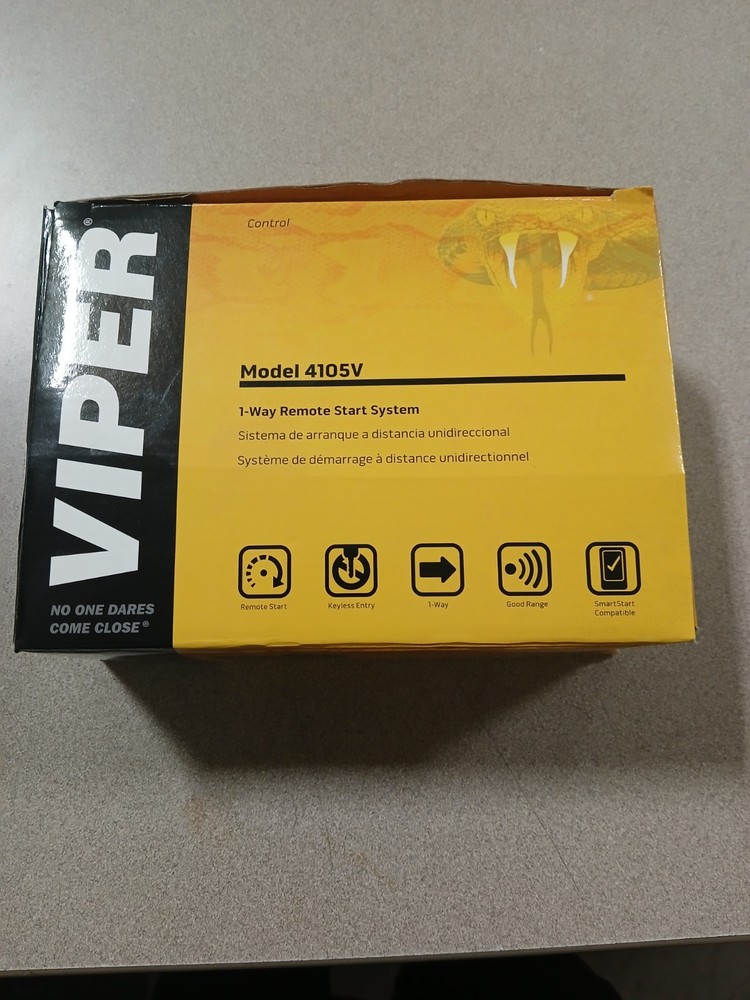 VIPER®
NO ONE DARES
COME CLOSE®
Control
Model 4105V
1-Way Remote Start System
Sistema de arranque a distancia unidireccional
Système de démarrage à distance unidirectionnel
Remote Start
Keyless Entry
1-Way
Good Range
SmartStart
Compatible